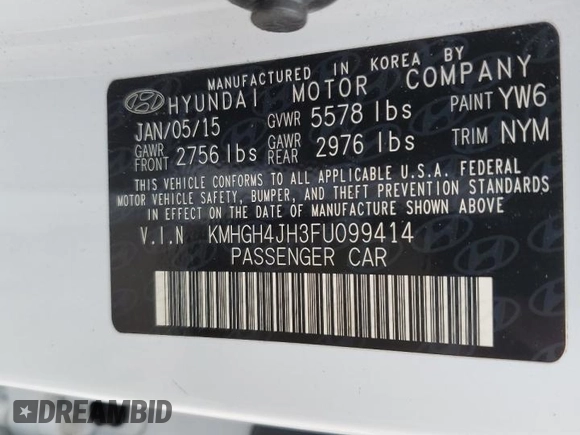 MANUFACTURED IN KOREA BY
HYUNDAI MOTOR COMPANY
JAN/05/15 GVWR 5578 lbs PAINT YW6
GAWR FRONT 2756 lbs GAWR REAR 2976 lbs TRIM NYM
THIS VEHICLE CONFORMS TO ALL APPLICABLE U.S.A. FEDERAL
MOTOR VEHICLE SAFETY, BUMPER, AND THEFT PREVENTION STANDARDS
IN EFFECT ON THE DATE OF MANUFACTURE SHOWN ABOVE.
V.I.N KMHGH4JH3FU099414
PASSENGER CAR
DREAMBID